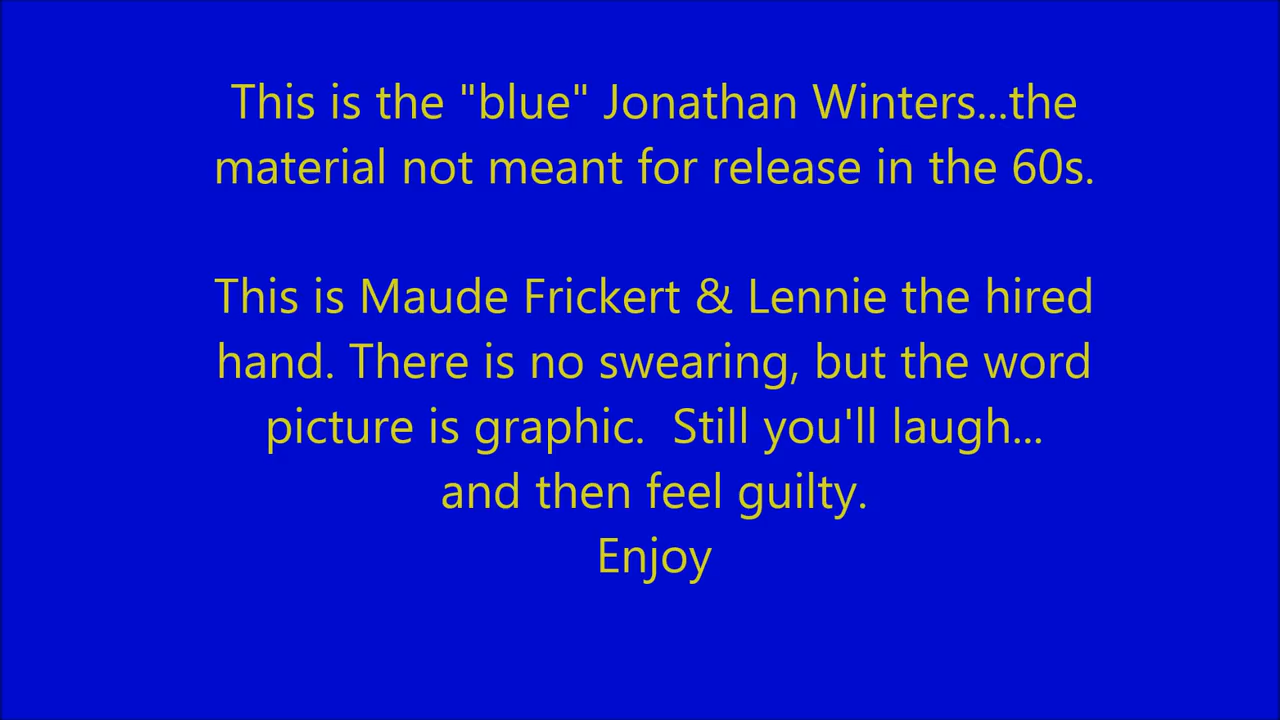 This is the "blue" Jonathan Winters...the
material not meant for release in the 60s.
This is Maude Frickert & Lennie the hired
hand. There is no swearing, but the word
picture is graphic.  Still you'll laugh...
and then feel guilty.
Enjoy